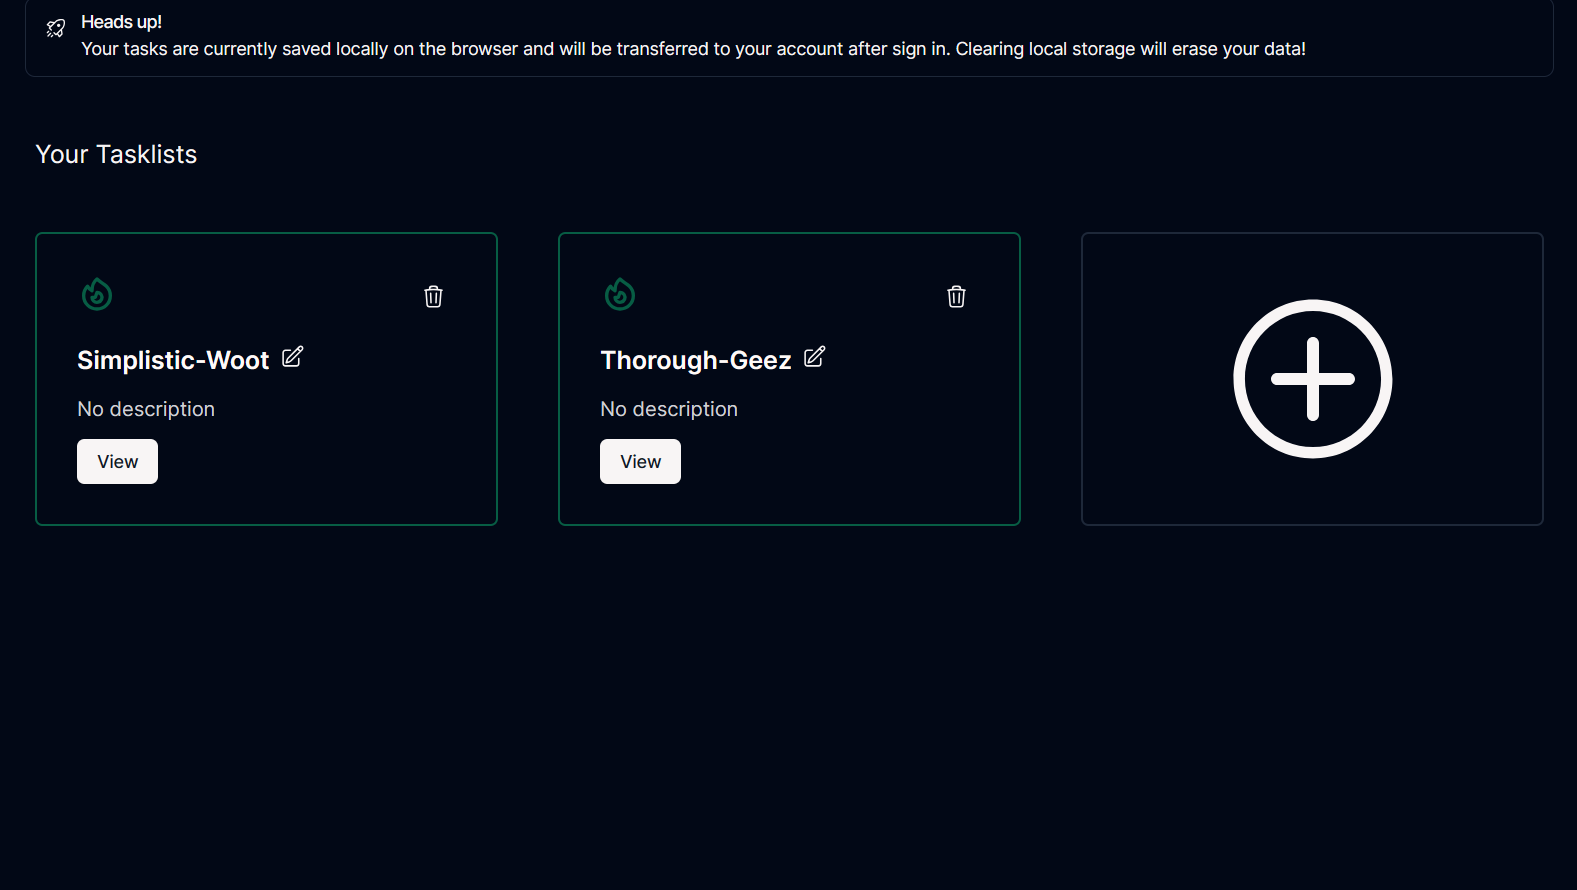 Heads up!
Your tasks are currently saved locally on the browser and will be transferred to your account after sign in. Clearing local storage will erase your data!
Your Tasklists
Simplistic-Woot
No description
View
Thorough-Geez
No description
View